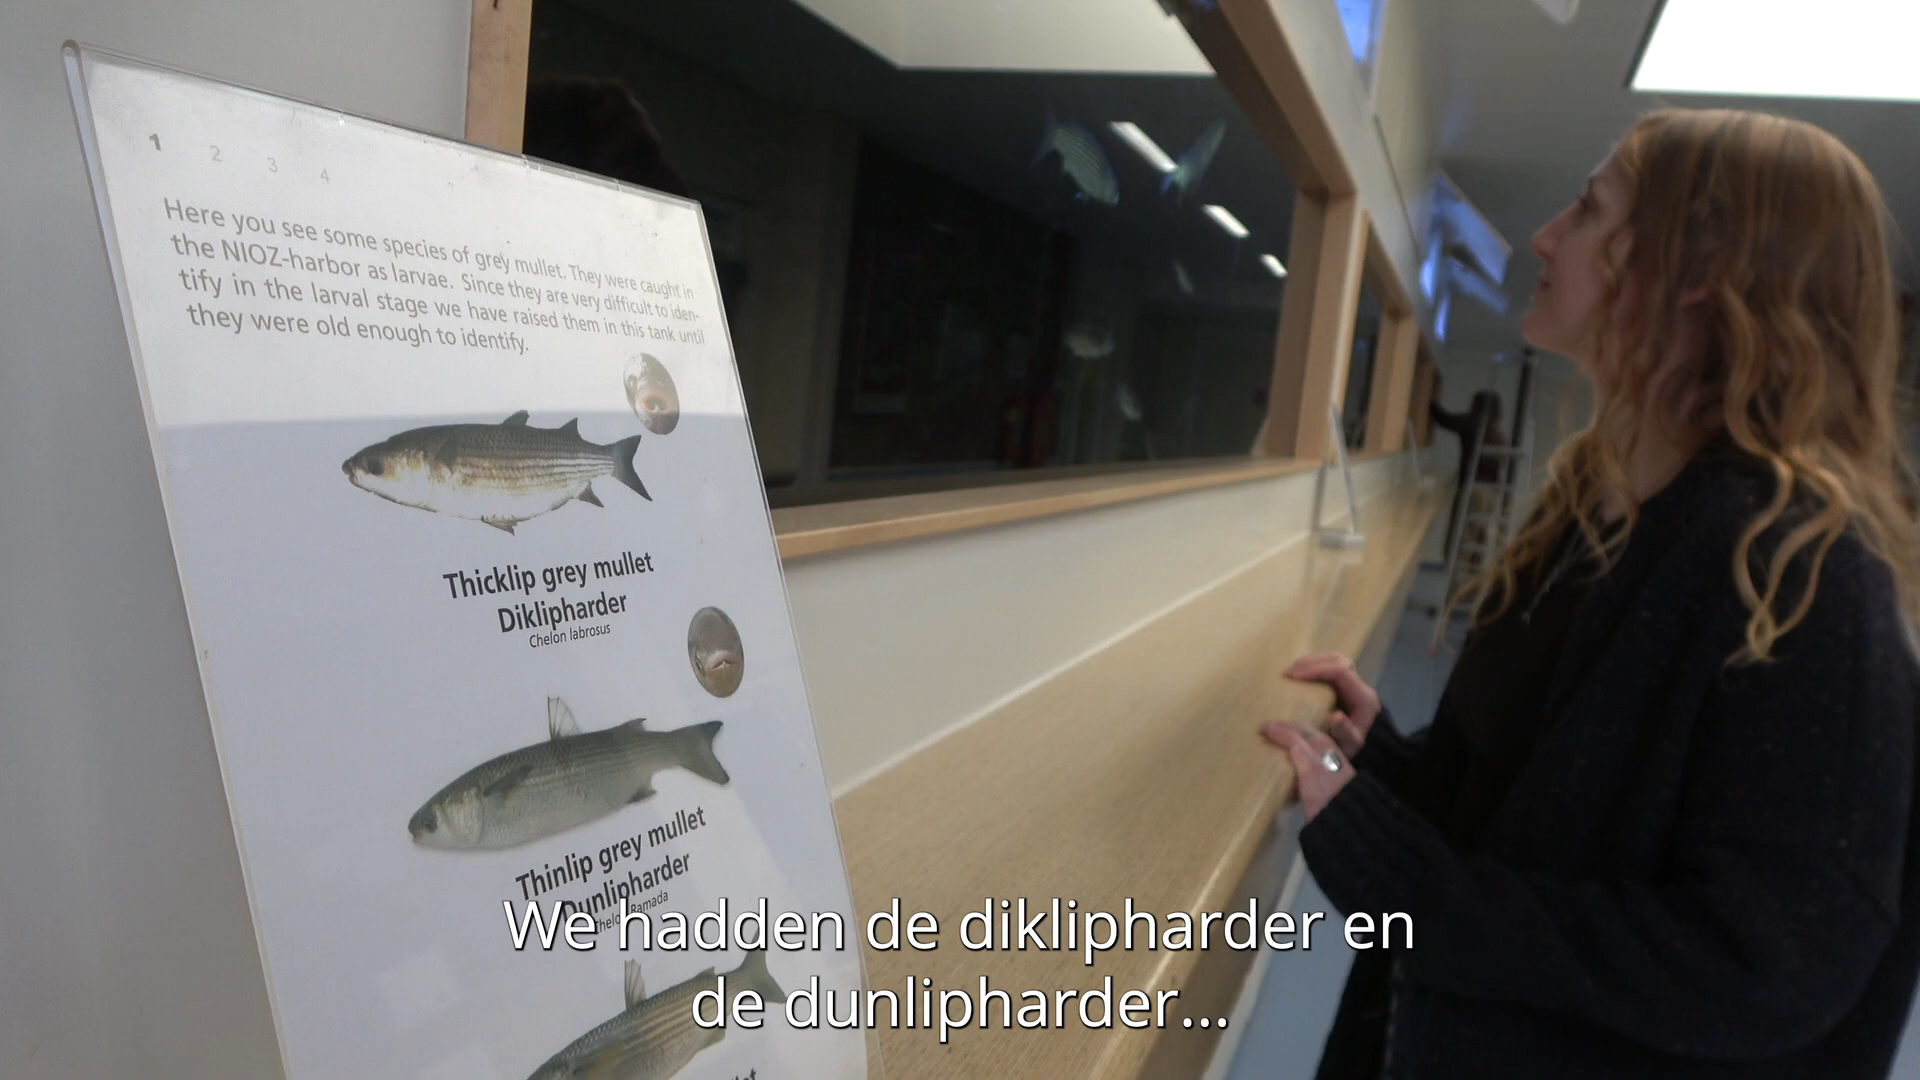 1 2 3 4
Here you see some species of grey mullet. They were caught in
the NIOZ-harbor as larvae. Since they are very difficult to iden-
tify in the larval stage we have raised them in this tank until
they were old enough to identify.
Thicklip grey mullet
Diklipharder
Chelon labrosus
Thinlip grey mullet
Dunlipharder
Chelon Ramada
We hadden de diklipharder en
de dunlipharder...